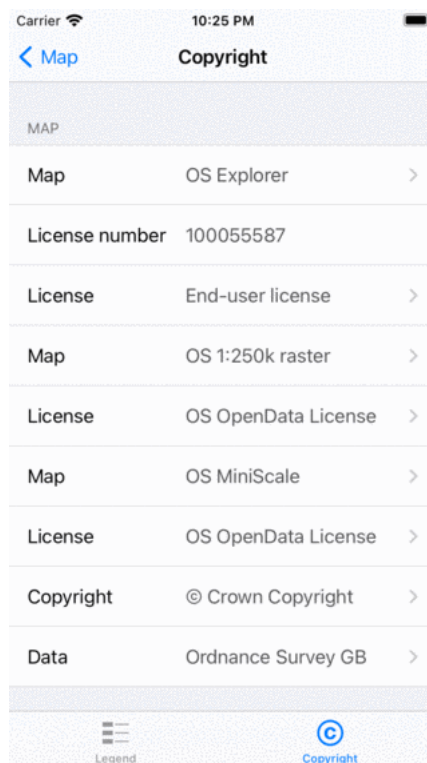 Carrier 10:25 PM
Map Copyright
MAP
Map OS Explorer
License number 100055587
License End-user license
Map OS 1:250k raster
License OS OpenData License
Map OS MiniScale
License OS OpenData License
Copyright © Crown Copyright
Data Ordnance Survey GB
Legend Copyright